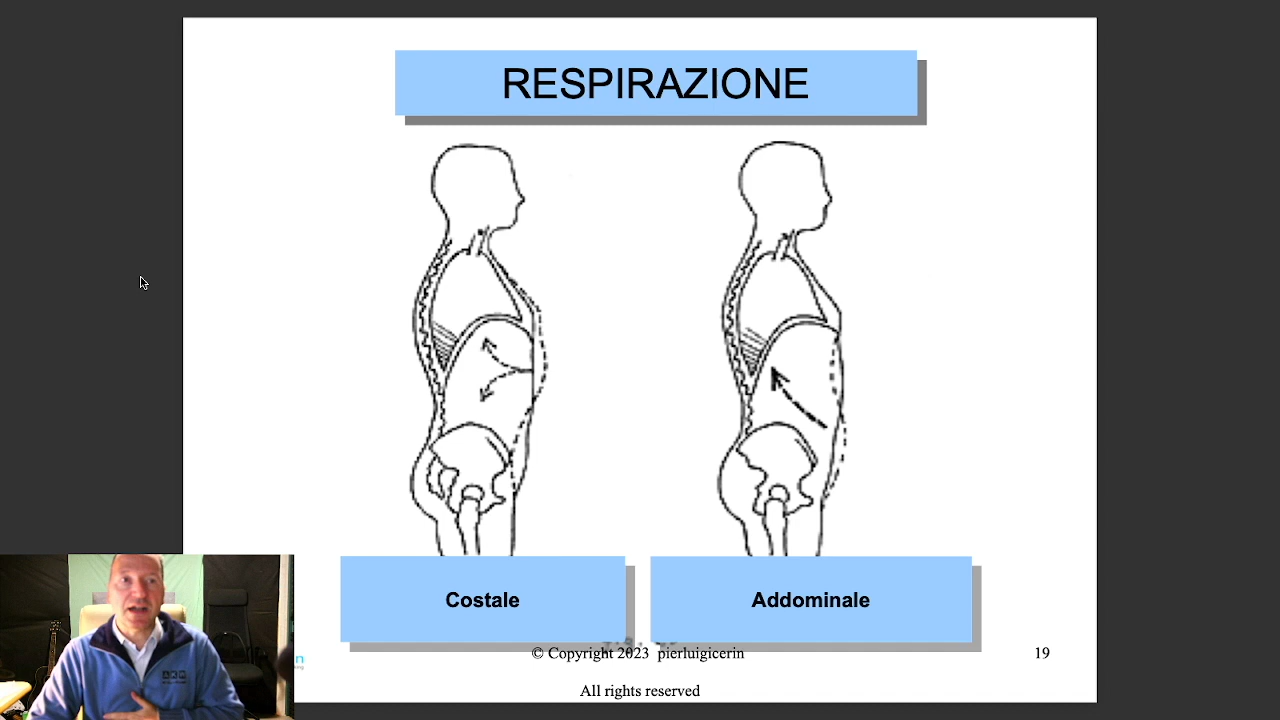 RESPIRAZIONE
Costale
Addominale
© Copyright 2023 pierluigicerin
19
All rights reserved